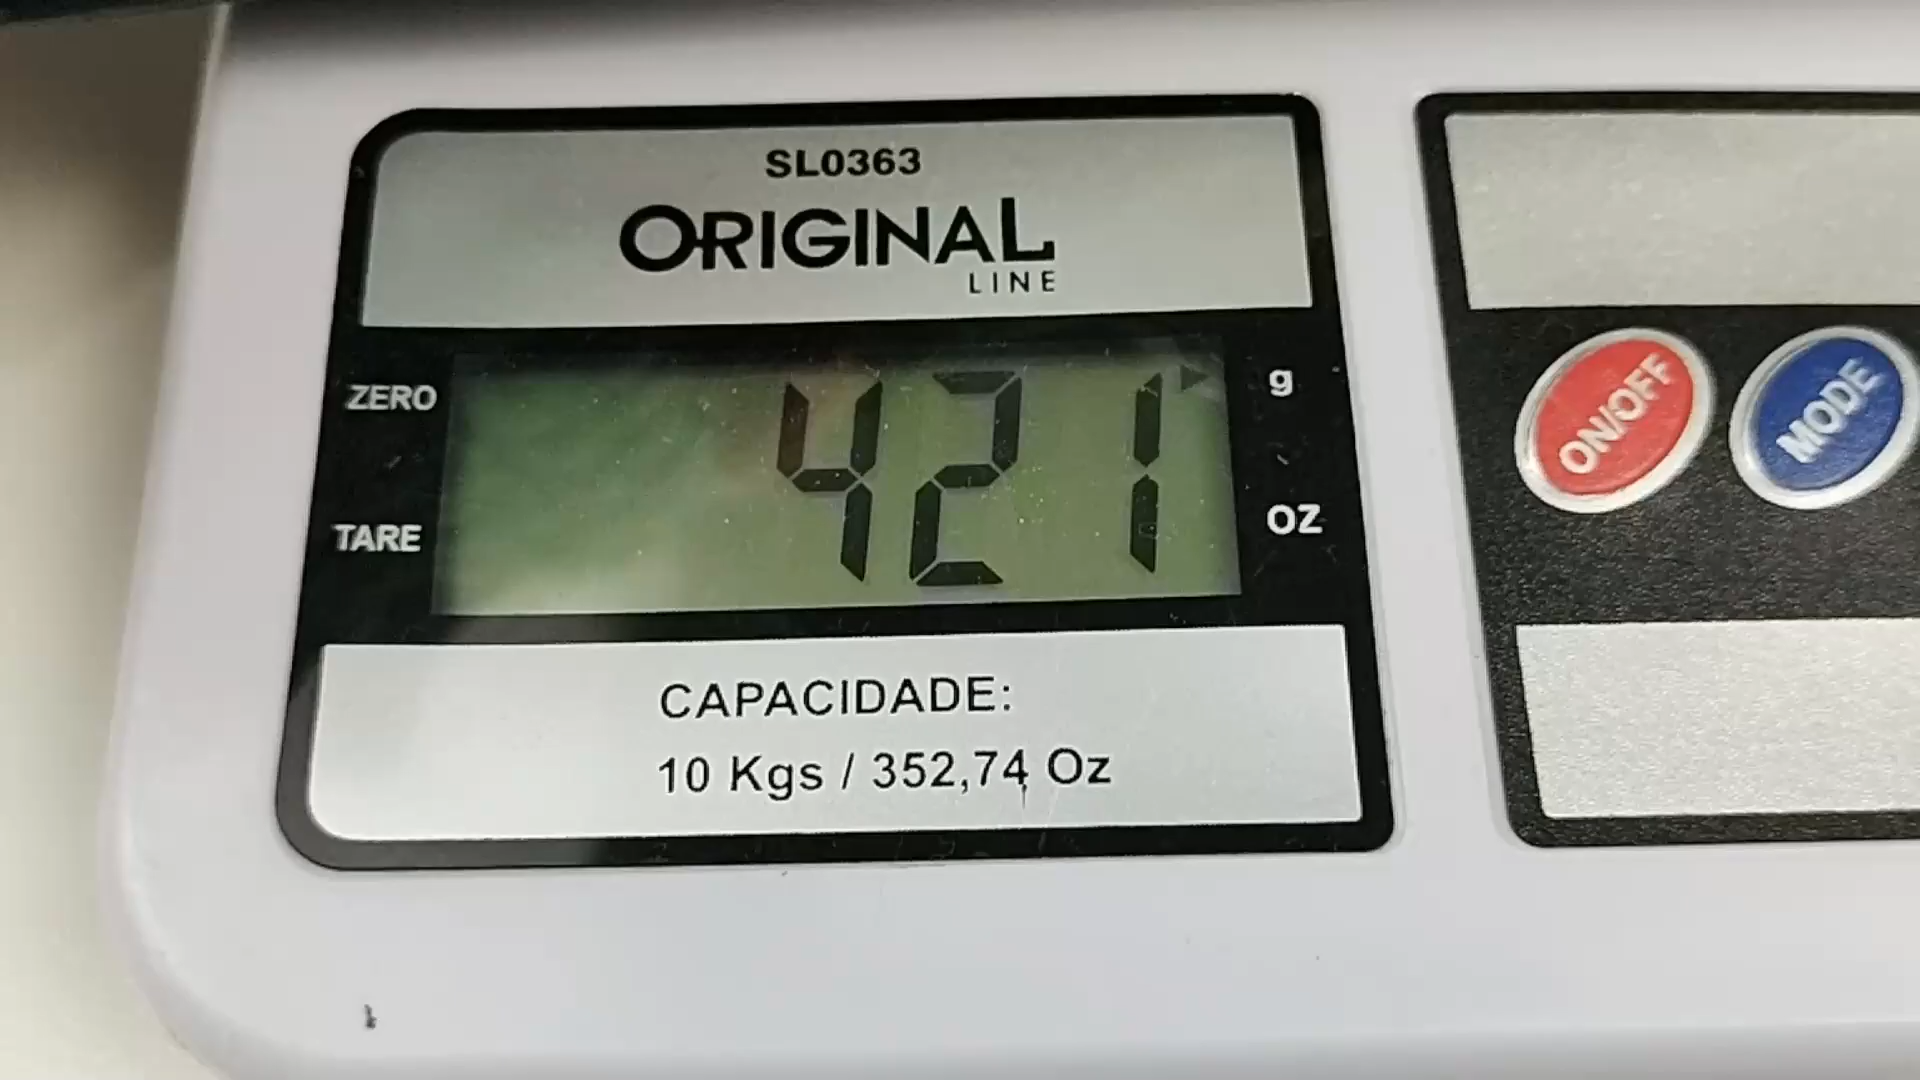 SL0363
ORIGINAL
LINE
ZERO
TARE
421
g
OZ
ON/OFF
MODE
CAPACIDADE:
10 Kgs / 352,74 Oz